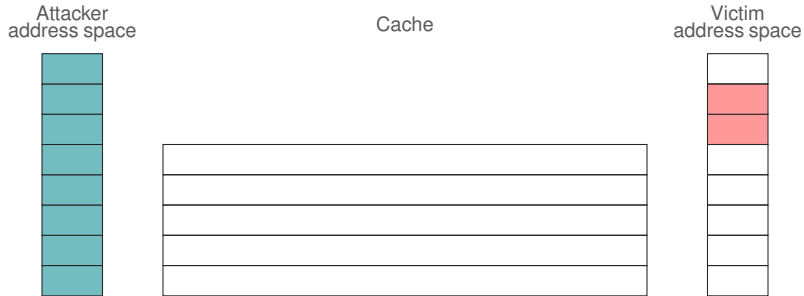 Attacker
address space
Cache
Victim
address space